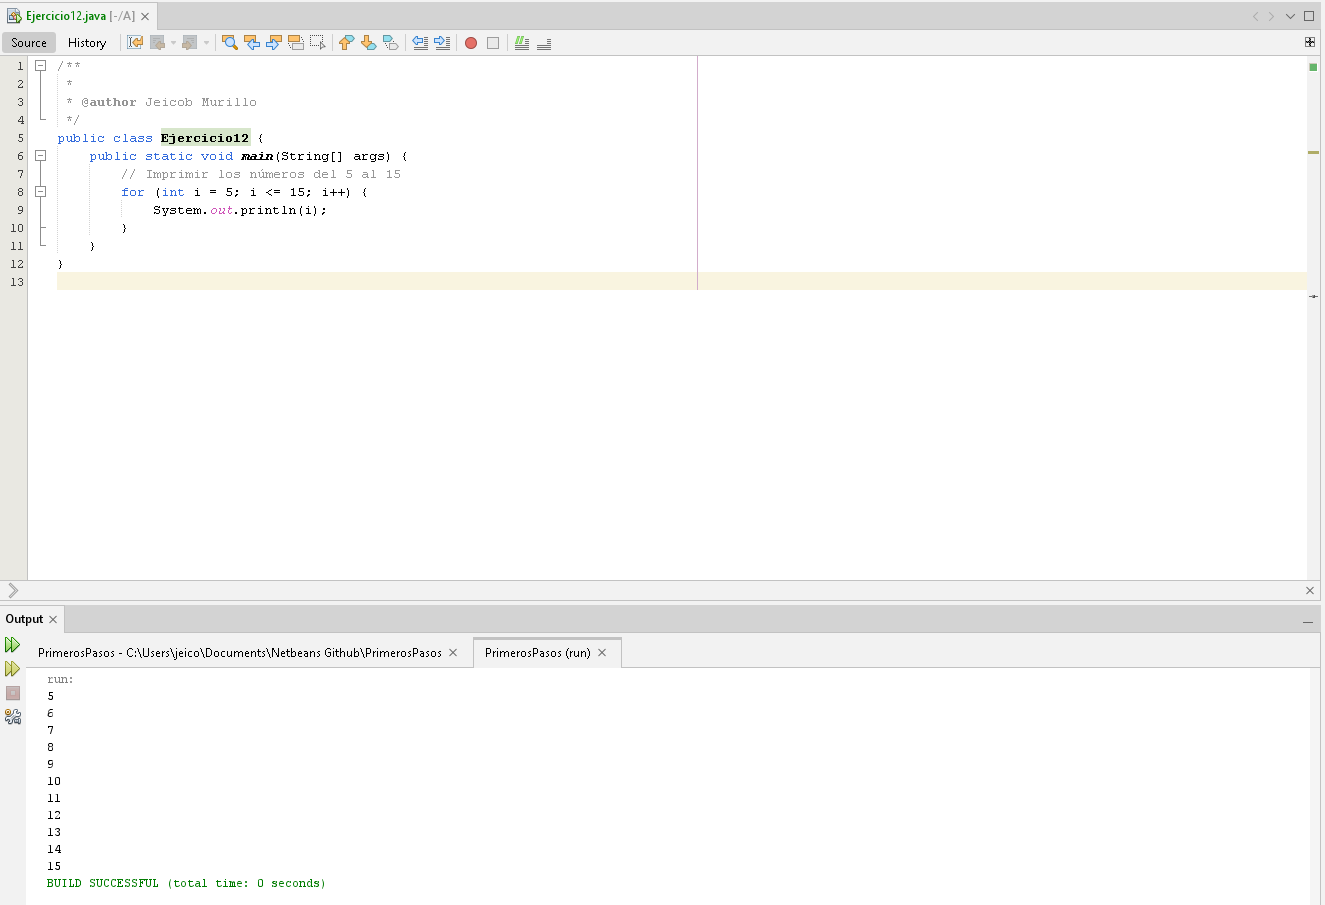 Ejercicio12.java [-/A]
Source History
1 /**
2 *
3 * @author Jeicob Murillo
4 */
5 public class Ejercicio12 {
6 public static void main(String[] args) {
7 // Imprimir los números del 5 al 15
8 for (int i = 5; i <= 15; i++) {
9 System.out.println(i);
10 }
11 }
12 }
13
Output
PrimerosPasos - C:\Users\jeico\Documents\Netbeans Github\PrimerosPasos PrimerosPasos (run)
run:
5
6
7
8
9
10
11
12
13
14
15
BUILD SUCCESSFUL (total time: 0 seconds)